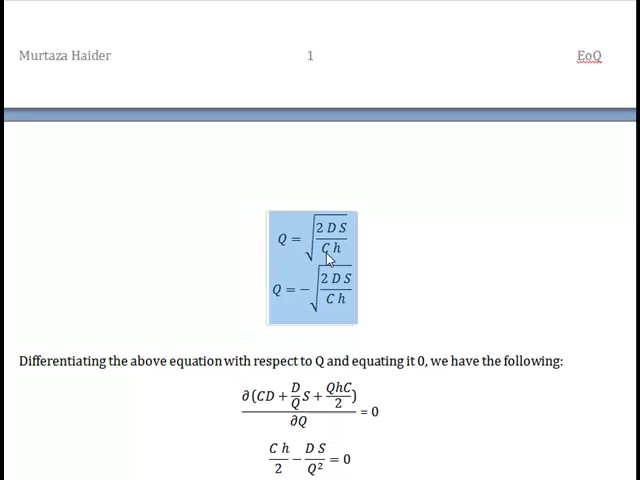 Murtaza Haider 1 EoQ
Q = √(2 D S / C h)
Q = −√(2 D S / C h)
Differentiating the above equation with respect to Q and equating it 0, we have the following:
∂ (CD + D/Q S + QhC/2) / ∂Q = 0
C h / 2 − D S / Q² = 0